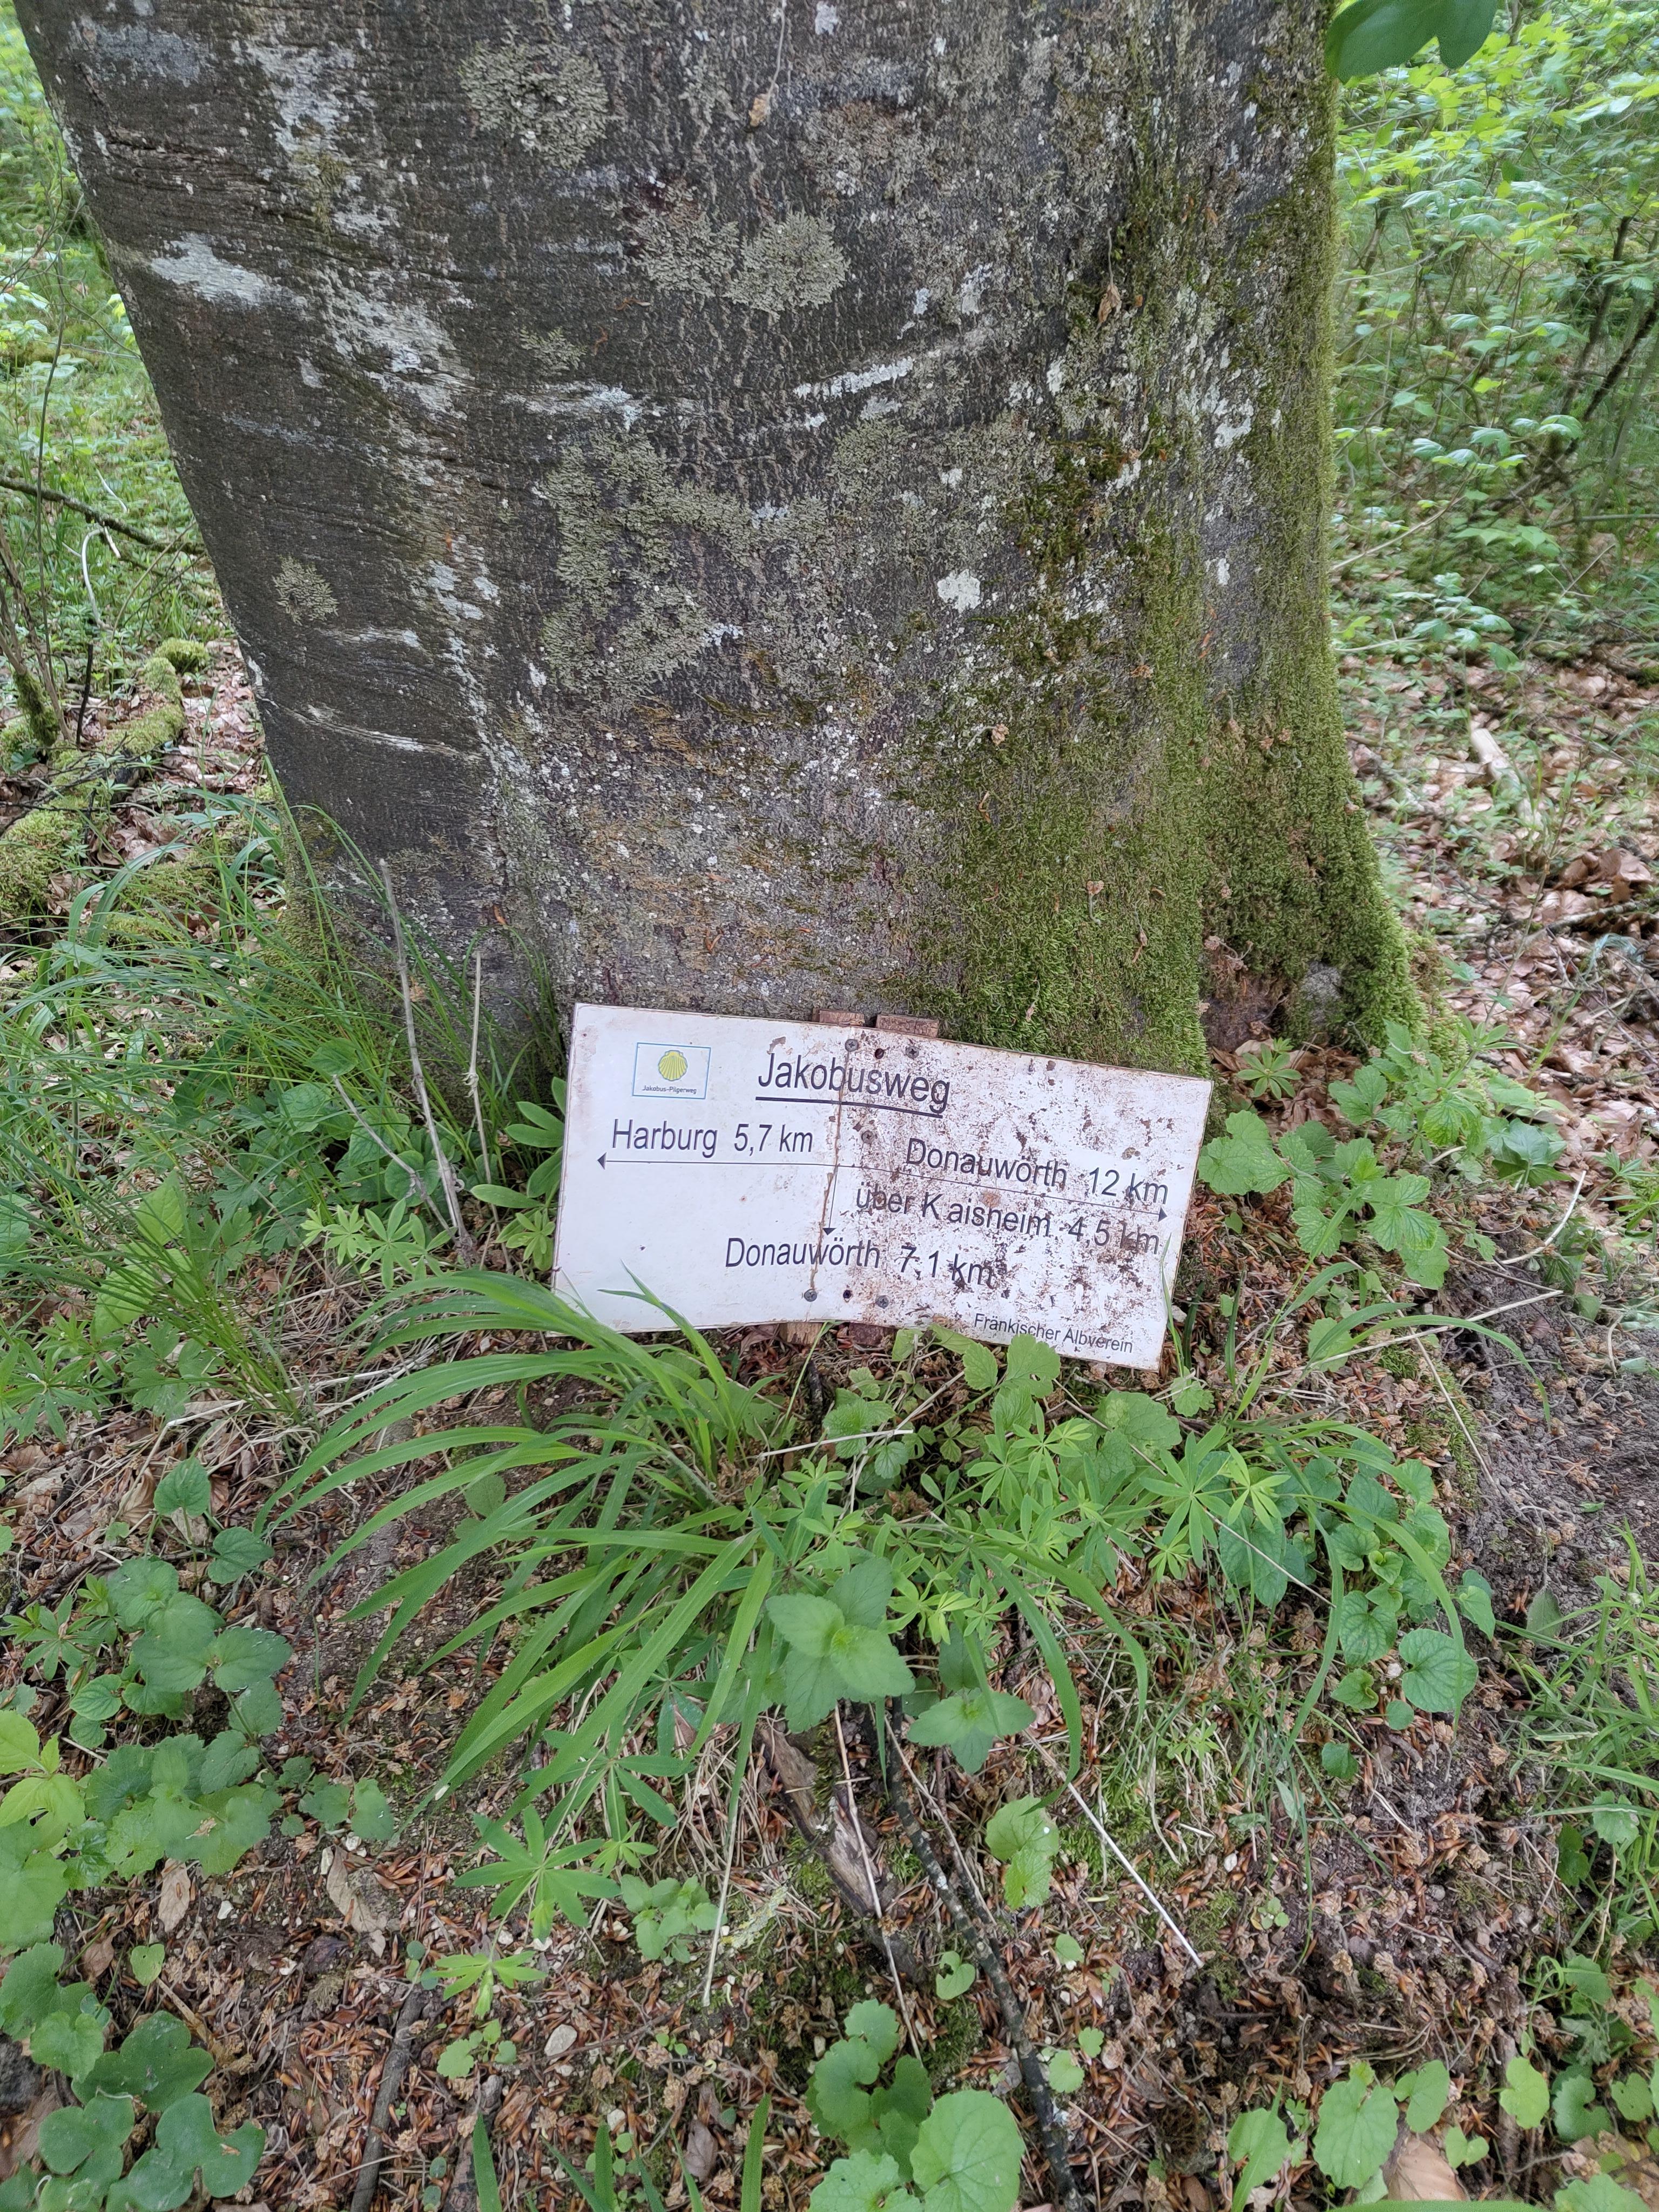 Jakobus-Pilgerweg
Jakobusweg
Harburg 5,7 km
Donauwörth 12 km
über Kaisheim 4,5 km
Donauwörth 7,1 km
Fränkischer Albverein